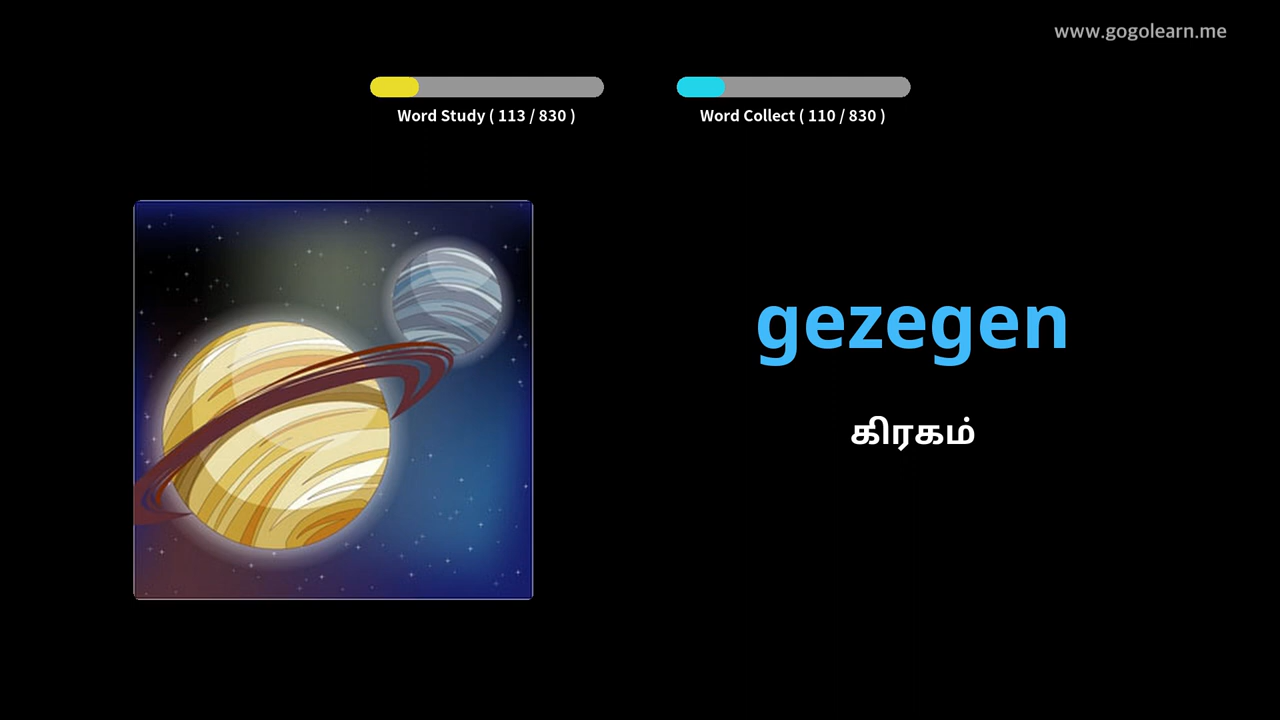 www.gogolearn.me
Word Study ( 113 / 830 )
Word Collect ( 110 / 830 )
gezegen
கிரகம்